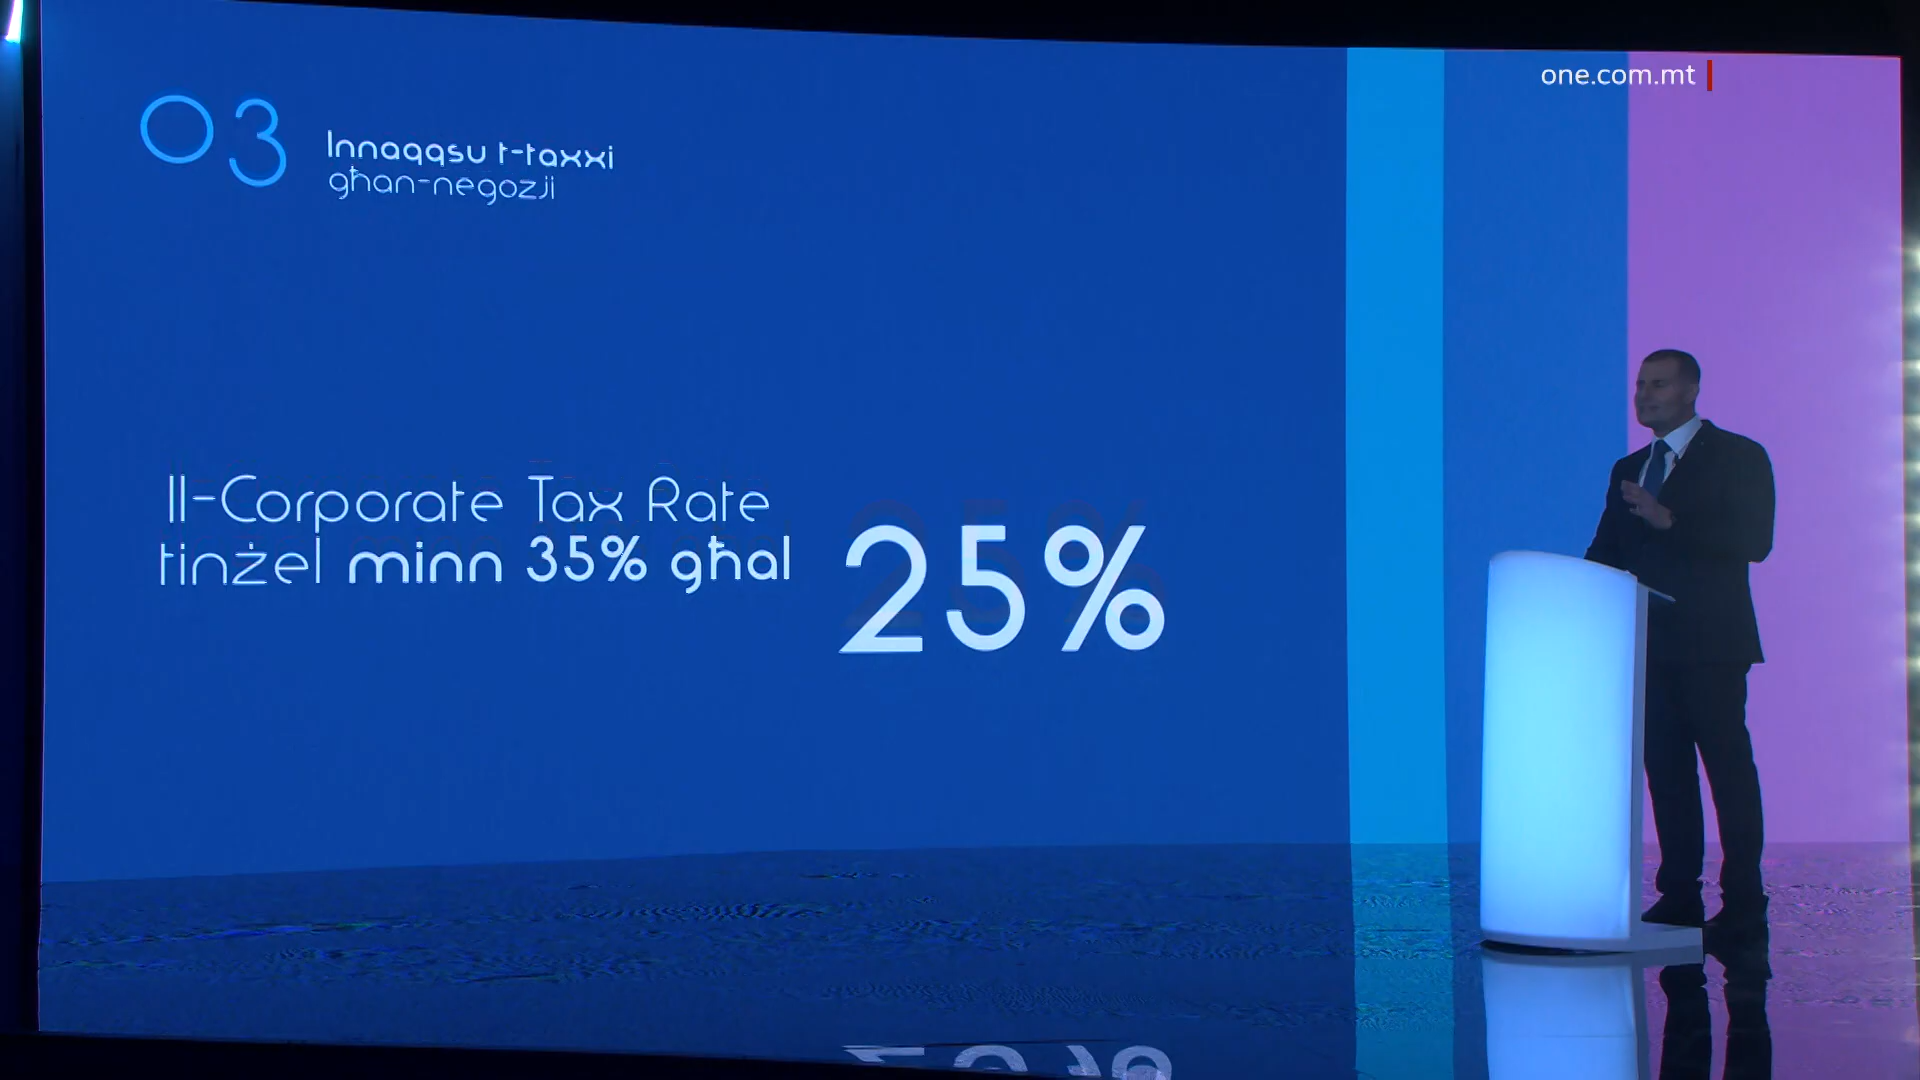 one.com.mt
03
Innaqqsu t-taxxi
għan-negozji
Il-Corporate Tax Rate
tinżel minn 35% għal
25%